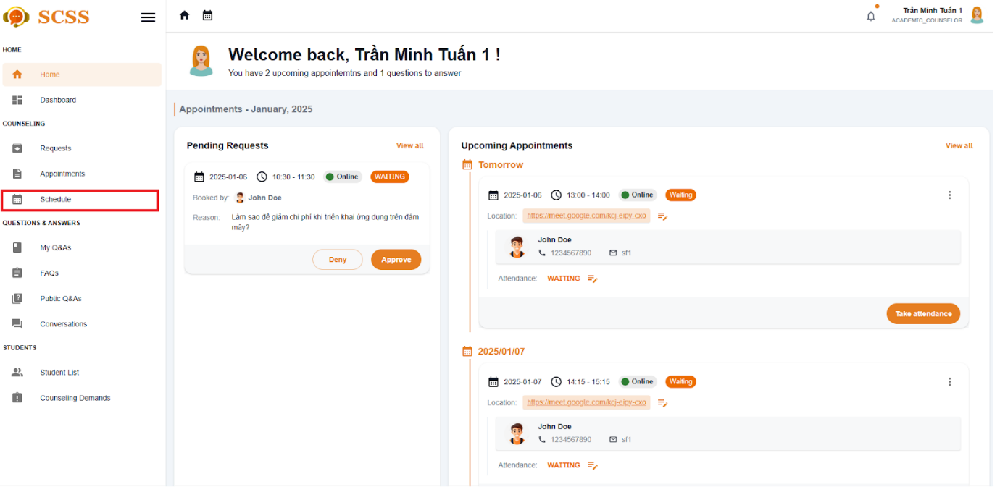 SCSS
Trần Minh Tuấn 1
ACADEMIC_COUNSELOR
HOME
Home
Dashboard
COUNSELING
Requests
Appointments
Schedule
QUESTIONS & ANSWERS
My Q&As
FAQs
Public Q&As
Conversations
STUDENTS
Student List
Counseling Demands
Welcome back, Trần Minh Tuấn 1 !
You have 2 upcoming appointemtns and 1 questions to answer
Appointments - January, 2025
Pending Requests View all
2025-01-06 10:30 - 11:30 Online WAITING
Booked by: John Doe
Reason: Làm sao để giảm chi phí khi triển khai ứng dụng trên đám
mây?
Deny Approve
Upcoming Appointments View all
Tomorrow
2025-01-06 13:00 - 14:00 Online Waiting
Location: https://meet.google.com/kcj-eipy-cxo
John Doe
1234567890 sf1
Attendance: WAITING
Take attendance
2025/01/07
2025-01-07 14:15 - 15:15 Online Waiting
Location: https://meet.google.com/kcj-eipy-cxo
John Doe
1234567890 sf1
Attendance: WAITING